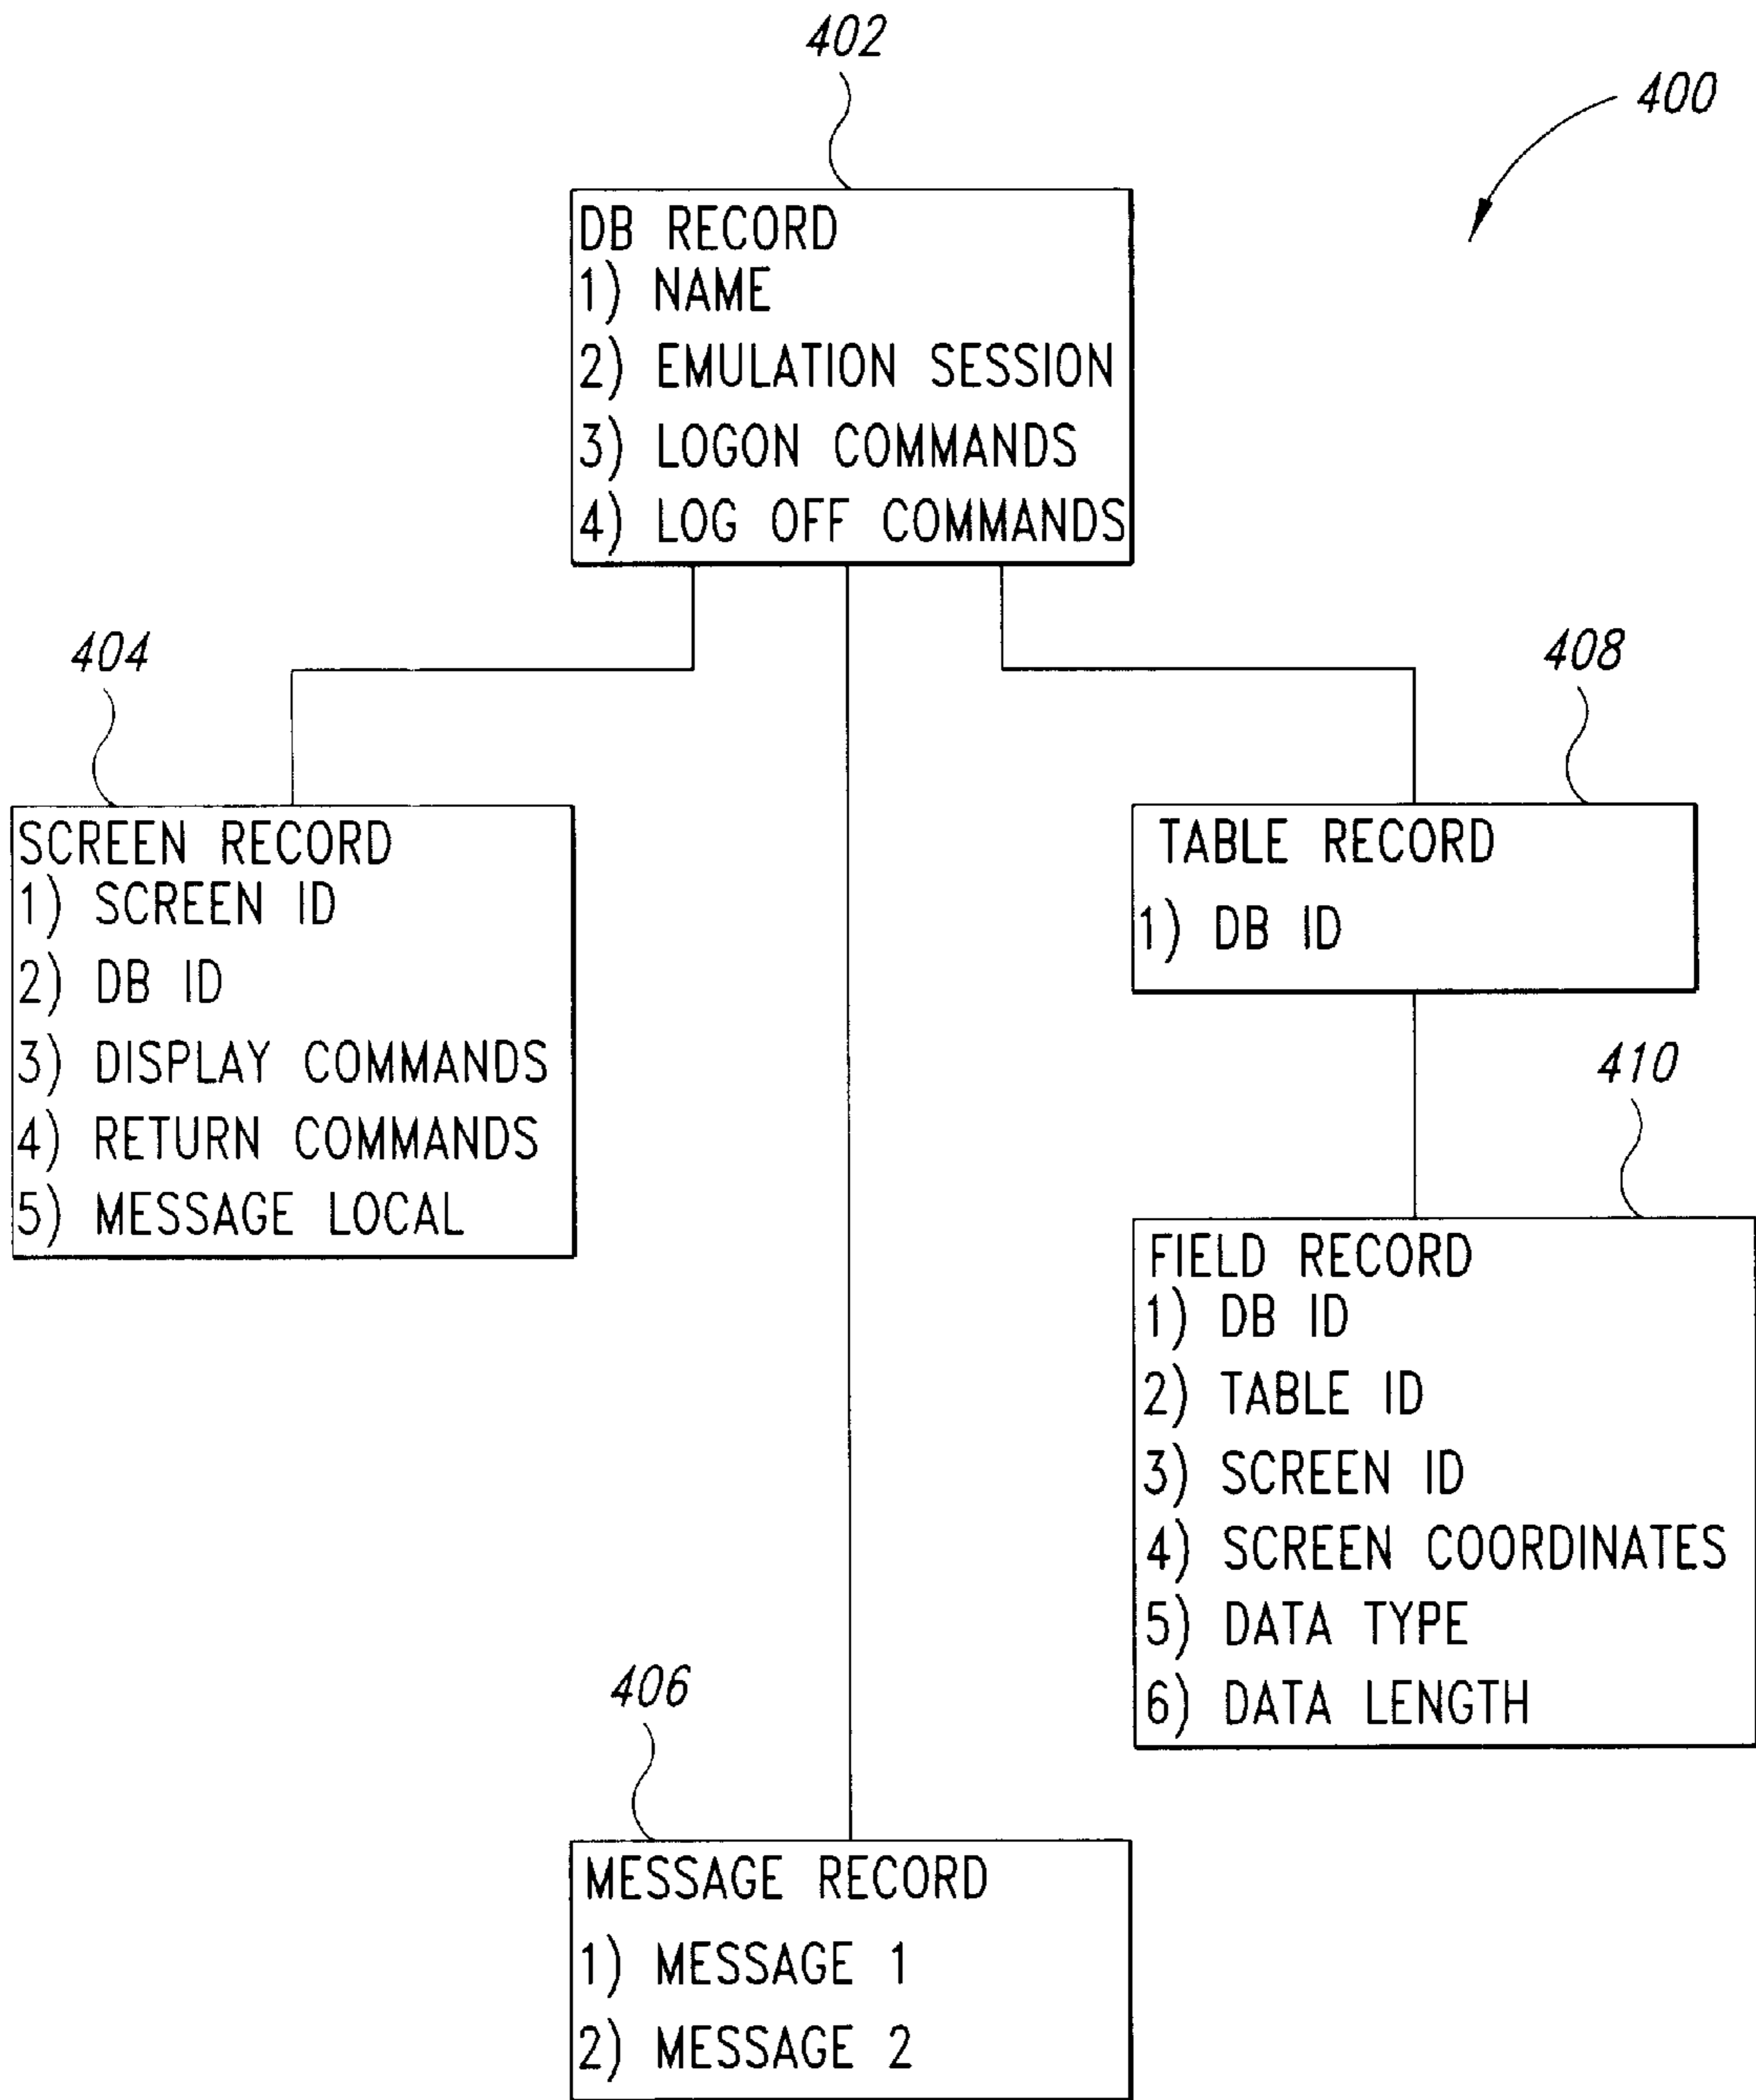 402
400
DB RECORD
1) NAME
2) EMULATION SESSION
3) LOGON COMMANDS
4) LOG OFF COMMANDS
404
408
SCREEN RECORD
1) SCREEN ID
2) DB ID
3) DISPLAY COMMANDS
4) RETURN COMMANDS
5) MESSAGE LOCAL
TABLE RECORD
1) DB ID
410
FIELD RECORD
1) DB ID
2) TABLE ID
3) SCREEN ID
4) SCREEN COORDINATES
5) DATA TYPE
6) DATA LENGTH
406
MESSAGE RECORD
1) MESSAGE 1
2) MESSAGE 2